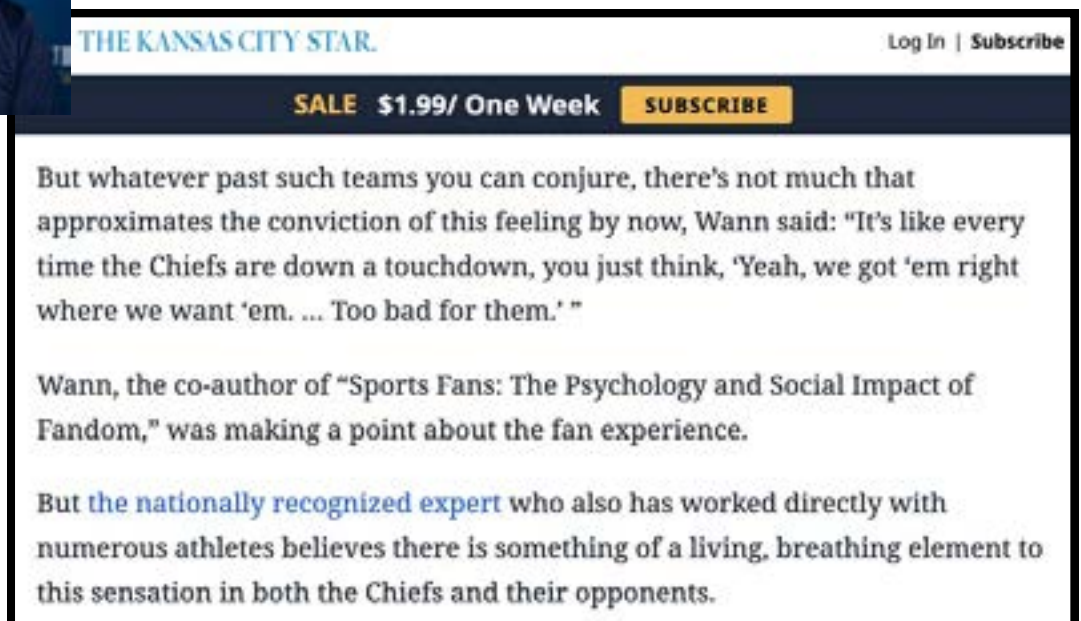 THE KANSAS CITY STAR.
Log In | Subscribe
SALE $1.99/ One Week SUBSCRIBE
But whatever past such teams you can conjure, there’s not much that
approximates the conviction of this feeling by now, Wann said: “It’s like every
time the Chiefs are down a touchdown, you just think, ‘Yeah, we got ‘em right
where we want ‘em. ... Too bad for them.’ ”
Wann, the co-author of “Sports Fans: The Psychology and Social Impact of
Fandom,” was making a point about the fan experience.
But the nationally recognized expert who also has worked directly with
numerous athletes believes there is something of a living, breathing element to
this sensation in both the Chiefs and their opponents.